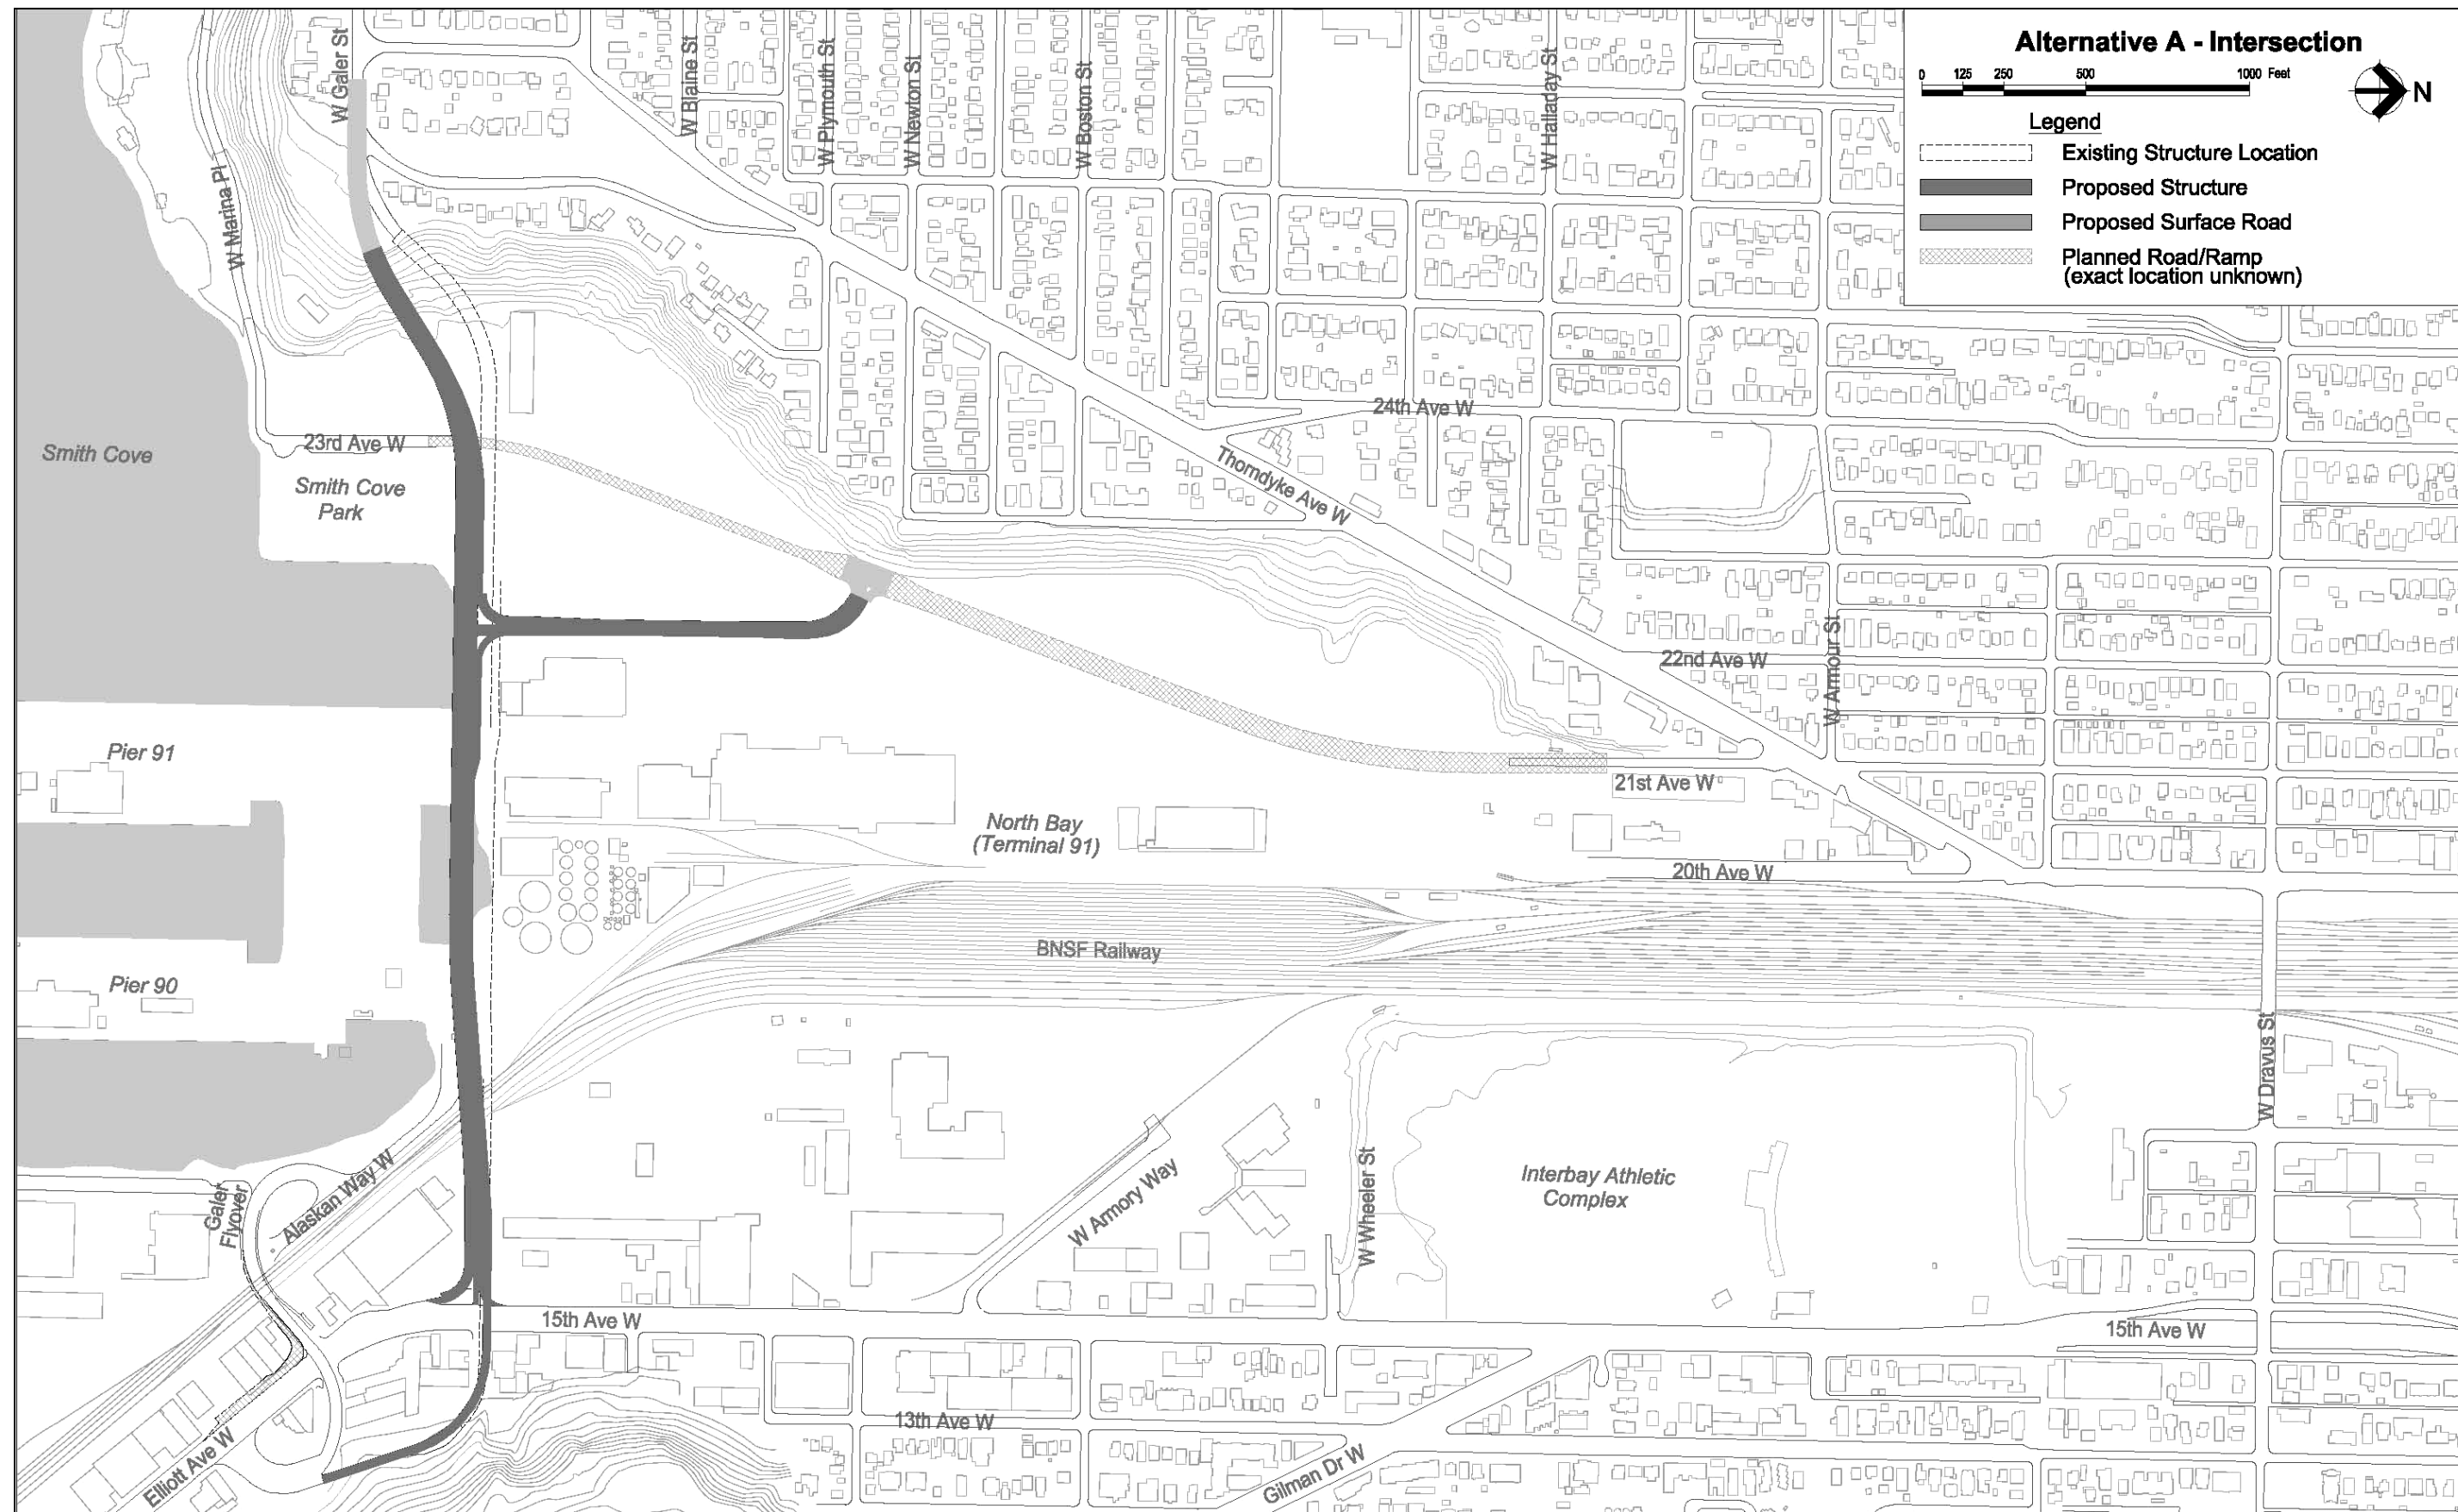 Alternative A - Intersection
0 125 250 500 1000 Feet
N
Legend
Existing Structure Location
Proposed Structure
Proposed Surface Road
Planned Road/Ramp
(exact location unknown)
W Galer St
W Blaine St
W Plymouth St
W Newton St
W Boston St
W Halladay St
W Marina Pl
24th Ave W
23rd Ave W
Smith Cove
Smith Cove
Park
Thorndyke Ave W
22nd Ave W
W Armour St
Pier 91
21st Ave W
North Bay
(Terminal 91)
20th Ave W
BNSF Railway
Pier 90
W Dravus St
Galer
Flyover
Alaskan Way W
W Armory Way
W Wheeler St
Interbay Athletic
Complex
15th Ave W
15th Ave W
13th Ave W
Elliott Ave W
Gilman Dr W